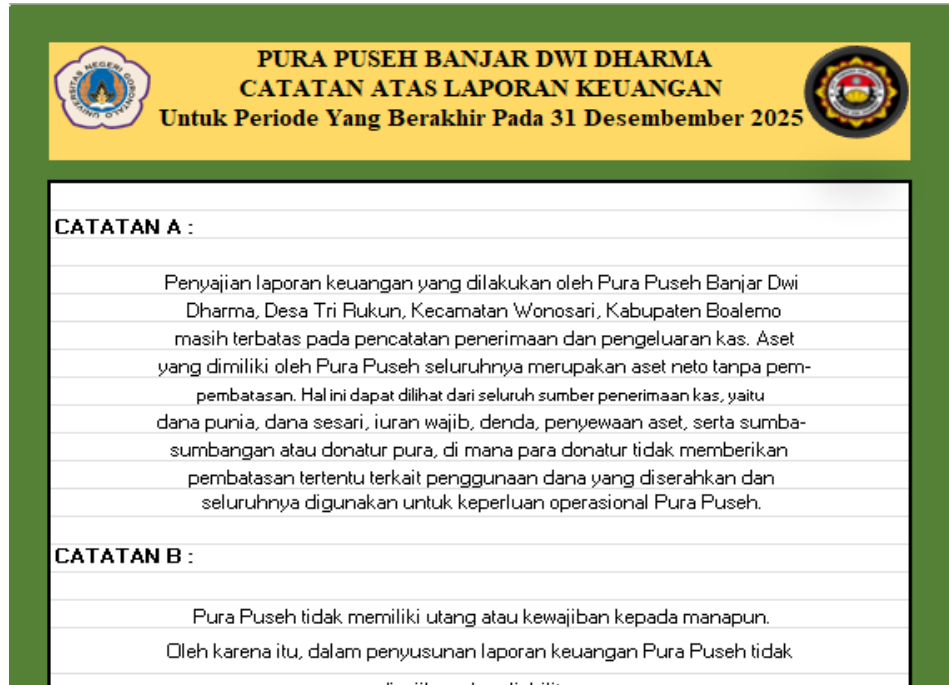 PURA PUSEH BANJAR DWI DHARMA
CATATAN ATAS LAPORAN KEUANGAN
Untuk Periode Yang Berakhir Pada 31 Desembember 2025
UNIVERSITAS NEGERI GORONTALO
CATATAN A :
Penyajian laporan keuangan yang dilakukan oleh Pura Puseh Banjar Dwi
Dharma, Desa Tri Rukun, Kecamatan Wonosari, Kabupaten Boalemo
masih terbatas pada pencatatan penerimaan dan pengeluaran kas. Aset
yang dimiliki oleh Pura Puseh seluruhnya merupakan aset neto tanpa pem-
pembatasan. Hal ini dapat dilihat dari seluruh sumber penerimaan kas, yaitu
dana punia, dana sesari, iuran wajib, denda, penyewaan aset, serta sumba-
sumbangan atau donatur pura, di mana para donatur tidak memberikan
pembatasan tertentu terkait penggunaan dana yang diserahkan dan
seluruhnya digunakan untuk keperluan operasional Pura Puseh.
CATATAN B :
Pura Puseh tidak memiliki utang atau kewajiban kepada manapun.
Oleh karena itu, dalam penyusunan laporan keuangan Pura Puseh tidak